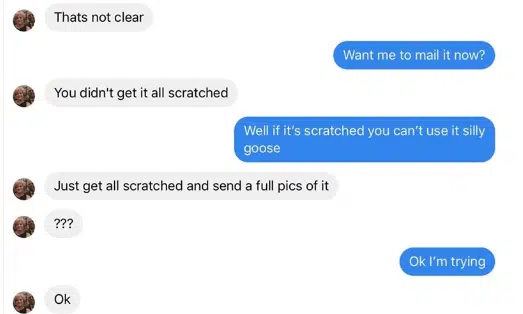 Thats not clear
Want me to mail it now?
You didn't get it all scratched
Well if it's scratched you can't use it silly
goose
Just get all scratched and send a full pics of it
???
Ok I'm trying
Ok